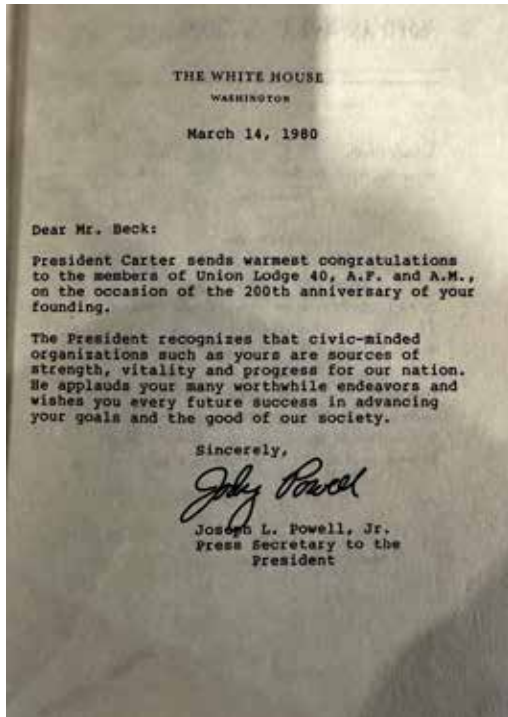 THE WHITE HOUSE
WASHINGTON
March 14, 1980
Dear Mr. Beck:
President Carter sends warmest congratulations
to the members of Union Lodge 40, A.F. and A.M.,
on the occasion of the 200th anniversary of your
founding.
The President recognizes that civic-minded
organizations such as yours are sources of
strength, vitality and progress for our nation.
He applauds your many worthwhile endeavors and
wishes you every future success in advancing
your goals and the good of our society.
Sincerely,
Jody Powell
Joseph L. Powell, Jr.
Press Secretary to the
President